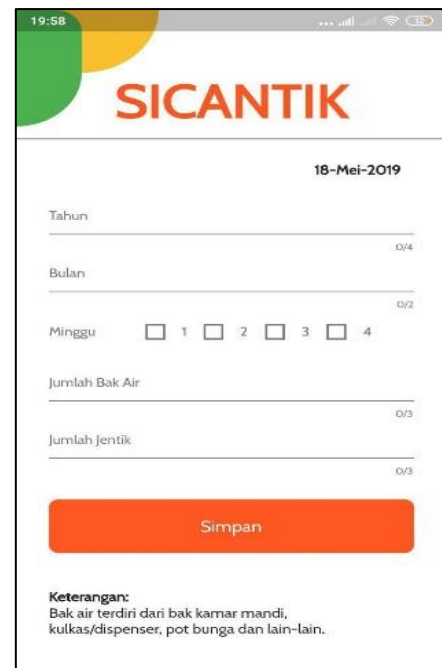 19:58
12
SICANTIK
18-Mei-2019
Tahun
0/4
Bulan
0/2
Minggu 1 2 3 4
Jumlah Bak Air
0/3
Jumlah Jentik
0/3
Simpan
Keterangan:
Bak air terdiri dari bak kamar mandi,
kulkas/dispenser, pot bunga dan lain-lain.